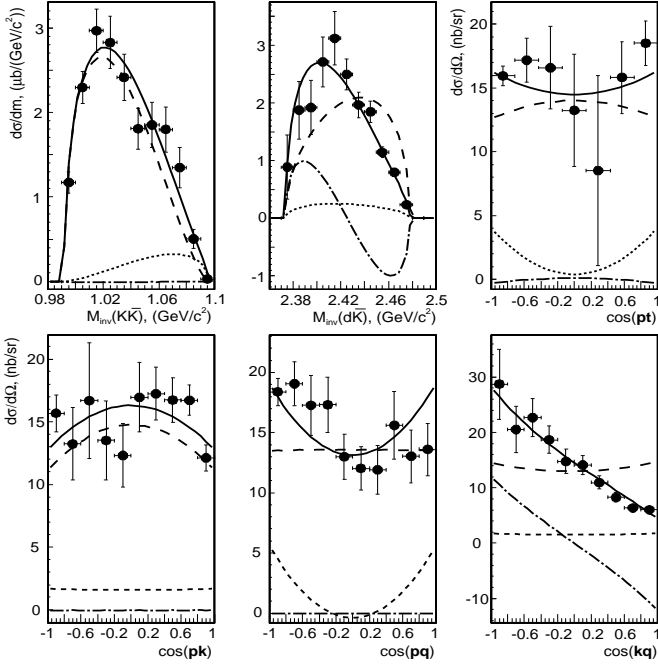 dσ/dm, (μb/(GeV/c²))
3
2
1
0
0.98 1.02 1.06 1.1
M_inv(KK̄), (GeV/c²)
3
2
1
0
-1
2.38 2.42 2.46 2.5
M_inv(dK̄), (GeV/c²)
dσ/dΩ, (nb/sr)
20
15
10
5
0
-1 -0.6 -0.2 0.2 0.6 1
cos(pt)
dσ/dΩ, (nb/sr)
20
15
10
5
0
-1 -0.6 -0.2 0.2 0.6 1
cos(pk)
20
15
10
5
0
-1 -0.6 -0.2 0.2 0.6 1
cos(pq)
dσ/dΩ, (nb/sr)
30
20
10
0
-10
-1 -0.6 -0.2 0.2 0.6 1
cos(kq)